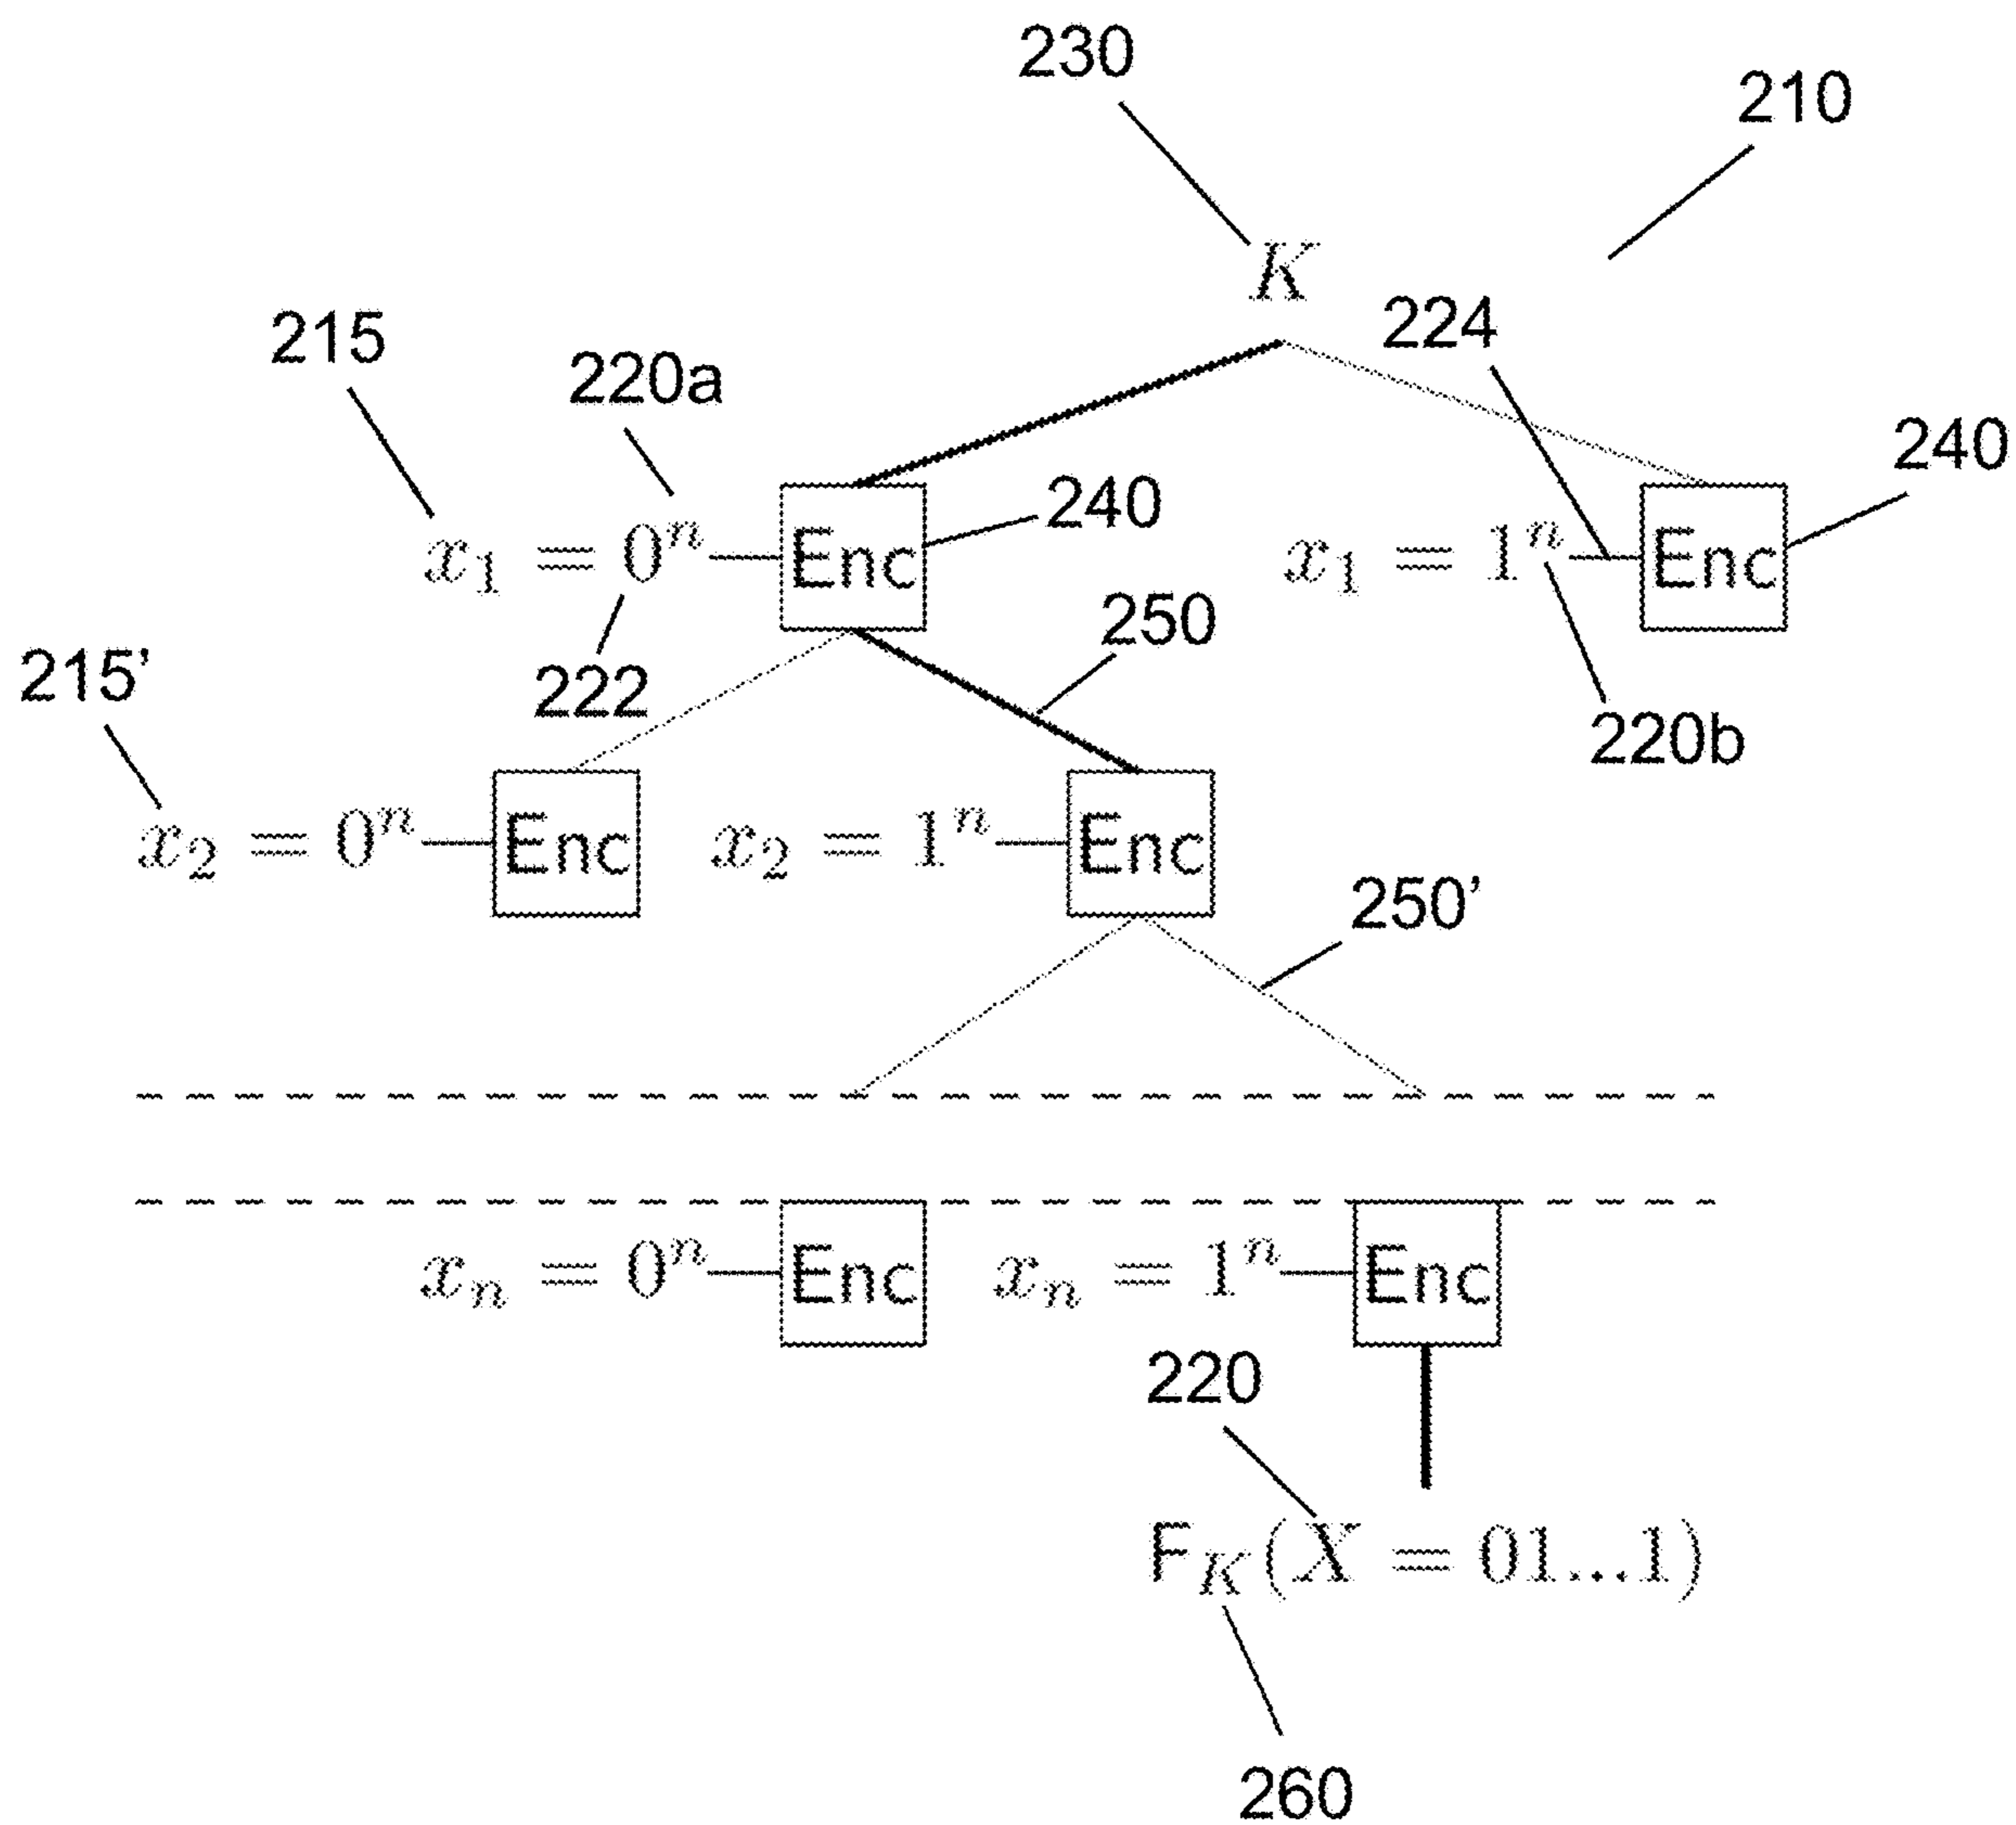 230
210
K
224
215
220a
240
240
x₁ = 0ⁿ Enc
x₁ = 1ⁿ Enc
250
222
215’
220b
x₂ = 0ⁿ Enc
x₂ = 1ⁿ Enc
250’
xₙ = 0ⁿ Enc
xₙ = 1ⁿ Enc
220
F_K(X = 01...1)
260